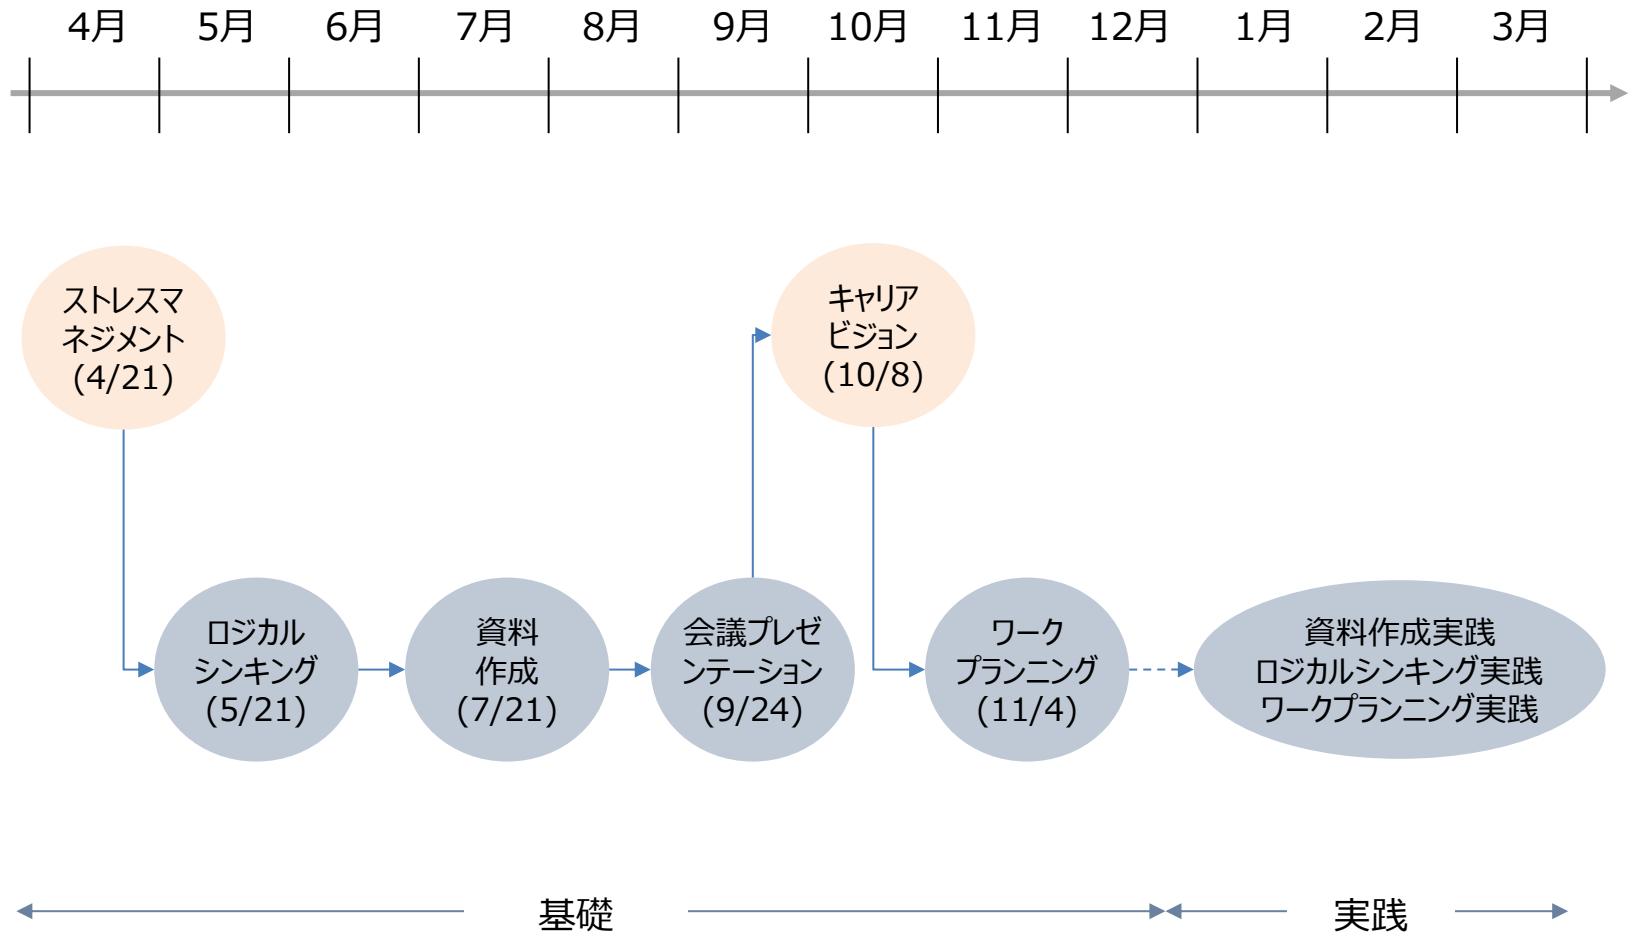 4月 5月 6月 7月 8月 9月 10月 11月 12月 1月 2月 3月
ストレスマ
ネジメント
(4/21)
キャリア
ビジョン
(10/8)
ロジカル
シンキング
(5/21)
資料
作成
(7/21)
会議プレゼ
ンテーション
(9/24)
ワーク
プランニング
(11/4)
資料作成実践
ロジカルシンキング実践
ワークプランニング実践
基礎 実践